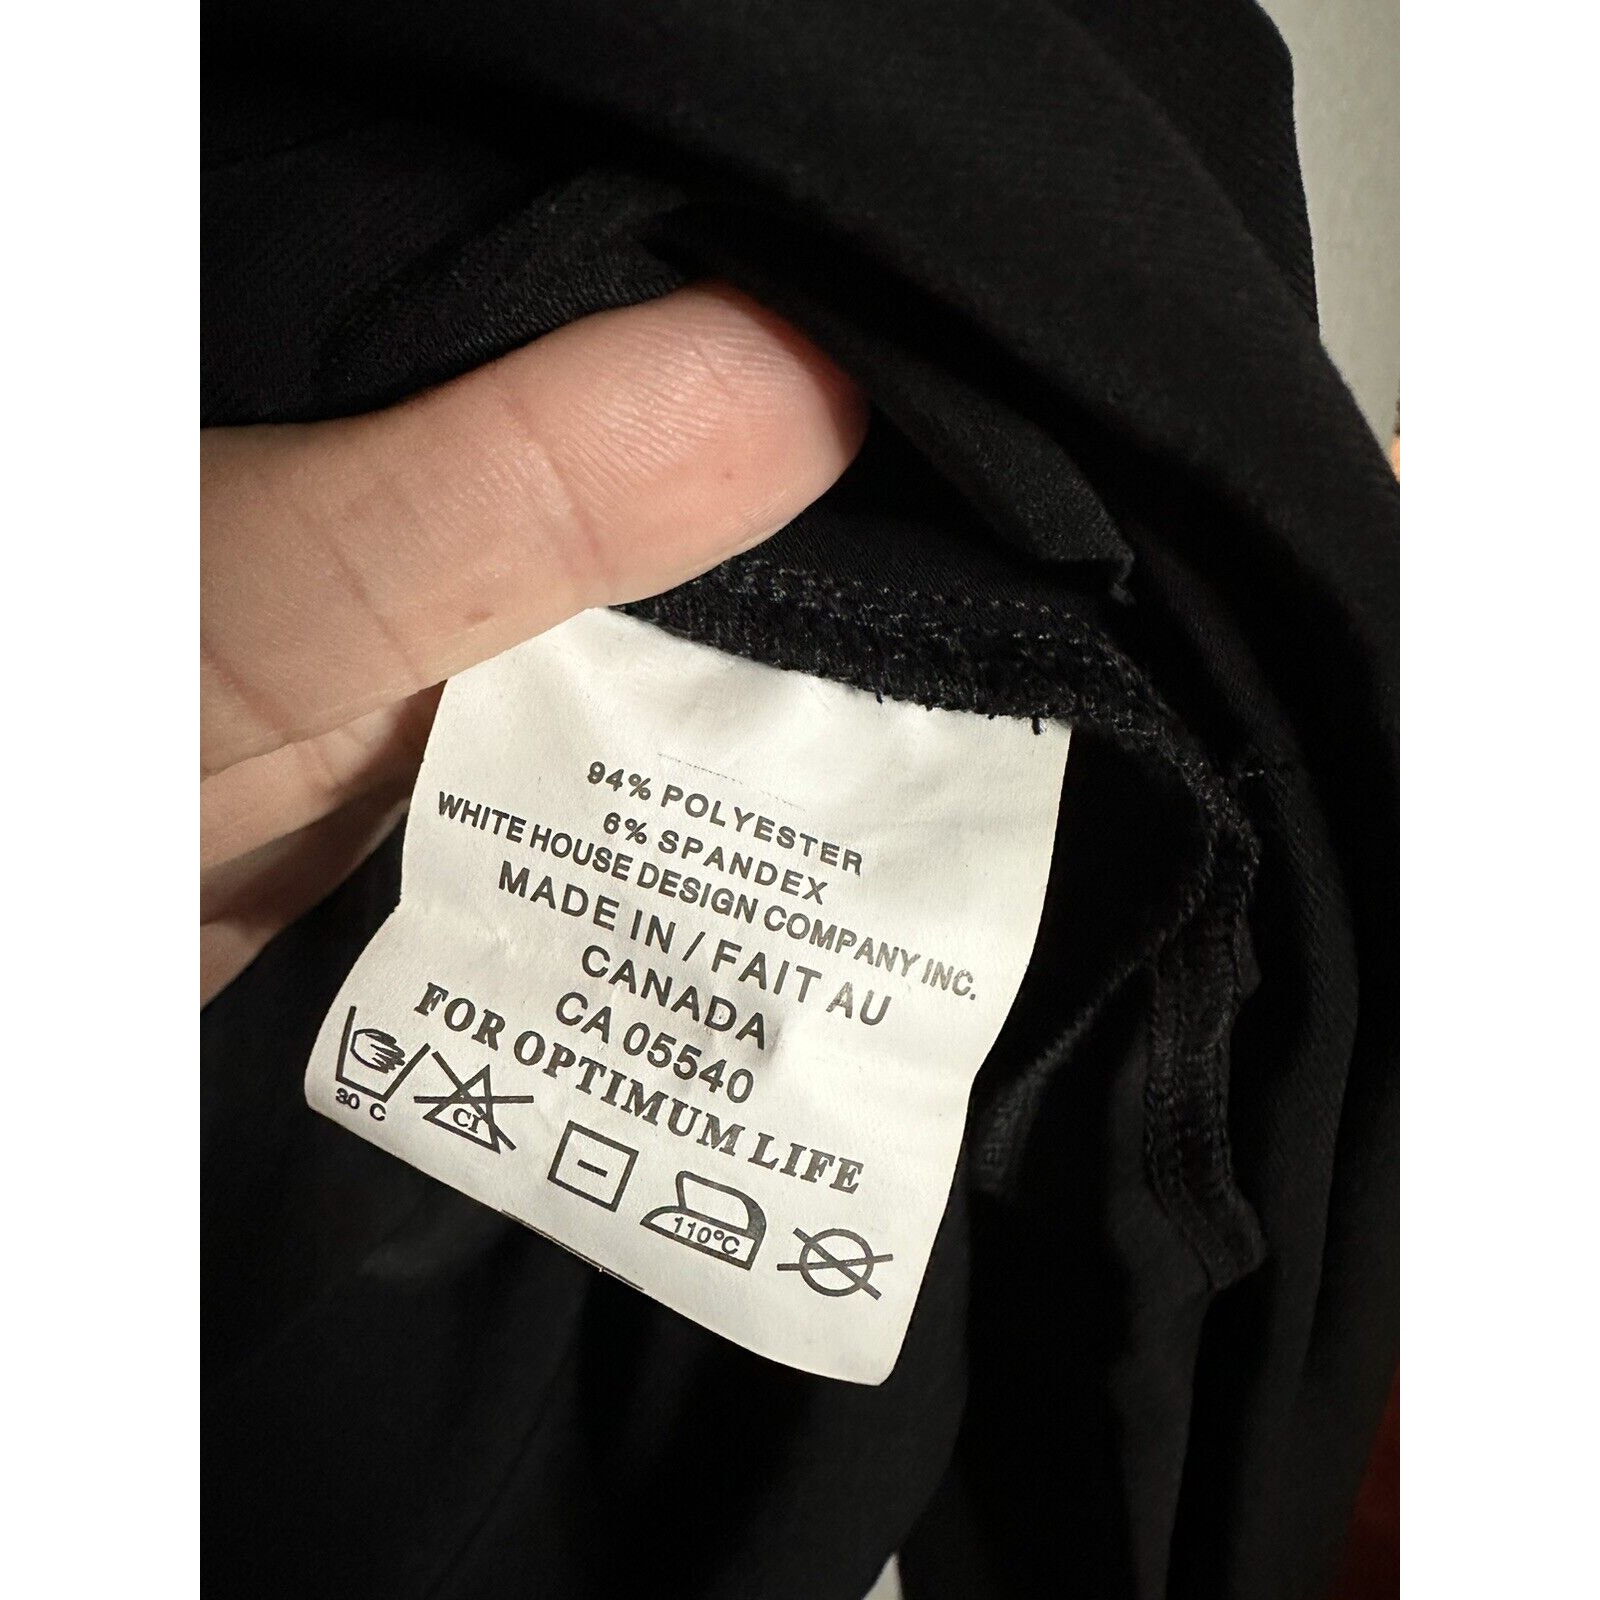 94% POLYESTER
6% SPANDEX
WHITE HOUSE DESIGN COMPANY INC.
MADE IN / FAIT AU
CANADA
CA 05540
FOR OPTIMUM LIFE
30 C
Cl
110°C